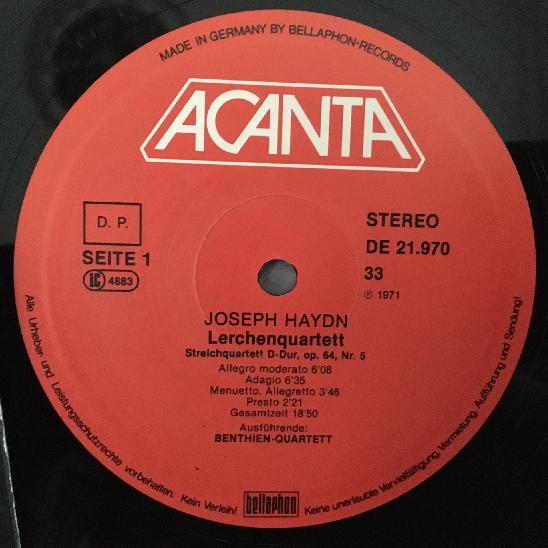 MADE IN GERMANY BY BELLAPHON-RECORDS
ACANTA
D. P.
SEITE 1
LC 4883
STEREO
DE 21.970
33
℗ 1971
JOSEPH HAYDN
Lerchenquartett
Streichquartett D-Dur, op. 64, Nr. 5
Allegro moderato 6'08
Adagio 6'35
Menuetto, Allegretto 3'46
Presto 2'21
Gesamtzeit 18'50
Ausführende:
BENTHIEN-QUARTETT
bellaphon
Alle Urheber- und Leistungsschutzrechte vorbehalten. Kein Verleih! Keine unerlaubte Vervielfältigung, Vermietung, Aufführung und Sendung!